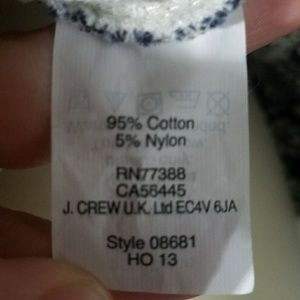 95% Cotton
5% Nylon
RN77388
CA56445
J. CREW U.K. Ltd EC4V 6JA
Style 08681
HO 13